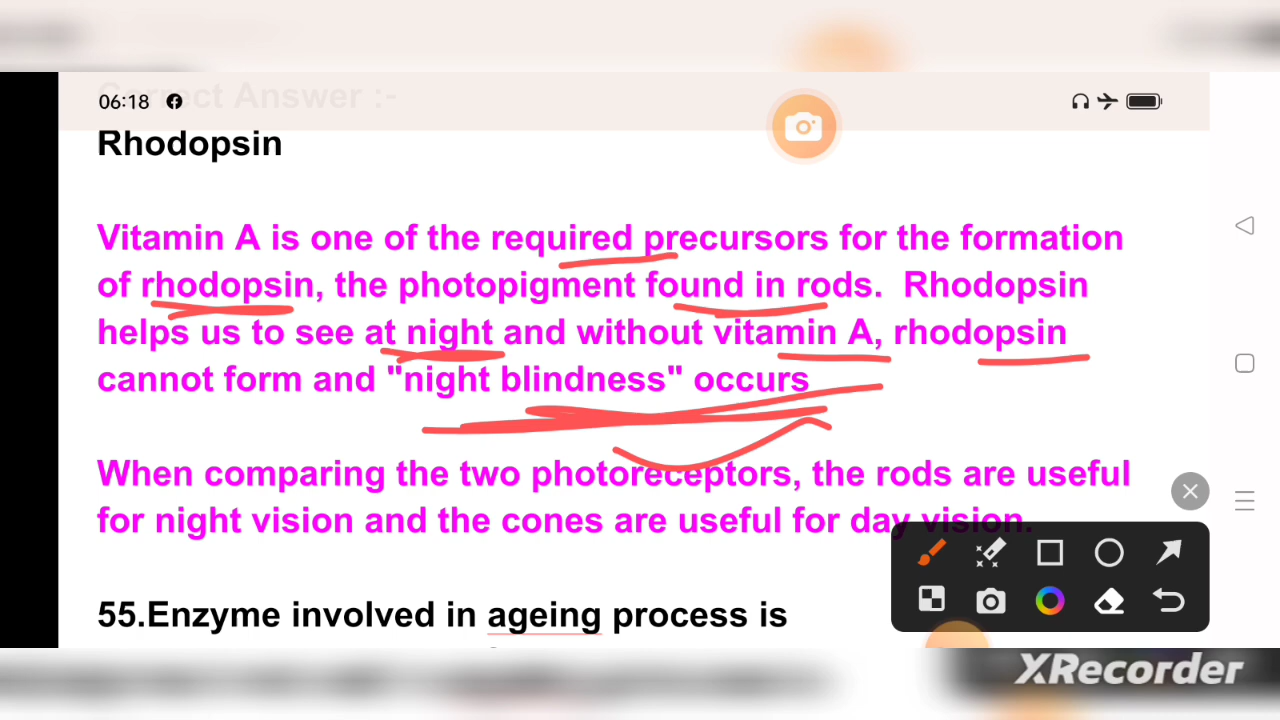 Correct Answer :-
06:18
Rhodopsin
Vitamin A is one of the required precursors for the formation
of rhodopsin, the photopigment found in rods.  Rhodopsin
helps us to see at night and without vitamin A, rhodopsin
cannot form and "night blindness" occurs
When comparing the two photoreceptors, the rods are useful
for night vision and the cones are useful for day vision.
55.Enzyme involved in ageing process is
XRecorder